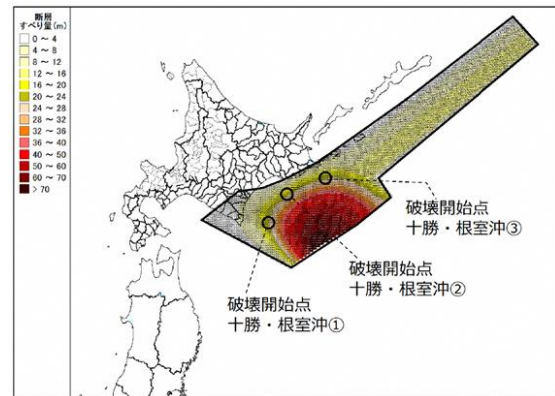 断層
すべり量(m)
0 ～ 4
4 ～ 8
8 ～ 12
12 ～ 16
16 ～ 20
20 ～ 24
24 ～ 28
28 ～ 32
32 ～ 36
36 ～ 40
40 ～ 50
50 ～ 60
60 ～ 70
> 70
破壊開始点
十勝・根室沖③
破壊開始点
十勝・根室沖②
破壊開始点
十勝・根室沖①